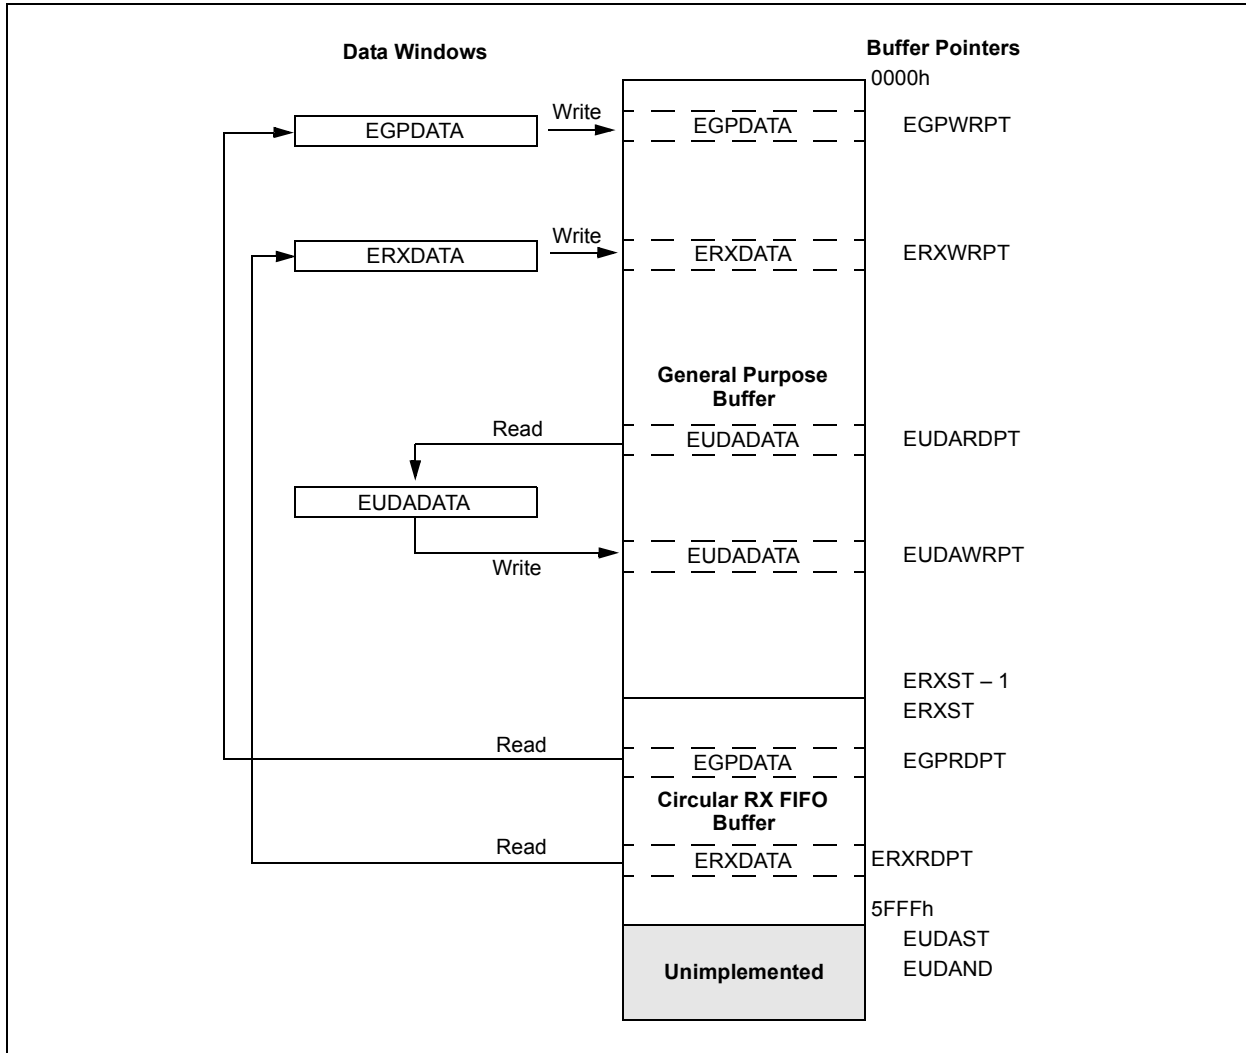 Data Windows
Buffer Pointers
0000h
EGPDATA
Write
EGPDATA
EGPWRPT
ERXDATA
Write
ERXDATA
ERXWRPT
General Purpose
Buffer
Read
EUDADATA
EUDARDPT
EUDADATA
Write
EUDADATA
EUDAWRPT
ERXST – 1
ERXST
Read
EGPDATA
EGPRDPT
Circular RX FIFO
Buffer
Read
ERXDATA
ERXRDPT
5FFFh
EUDAST
Unimplemented
EUDAND